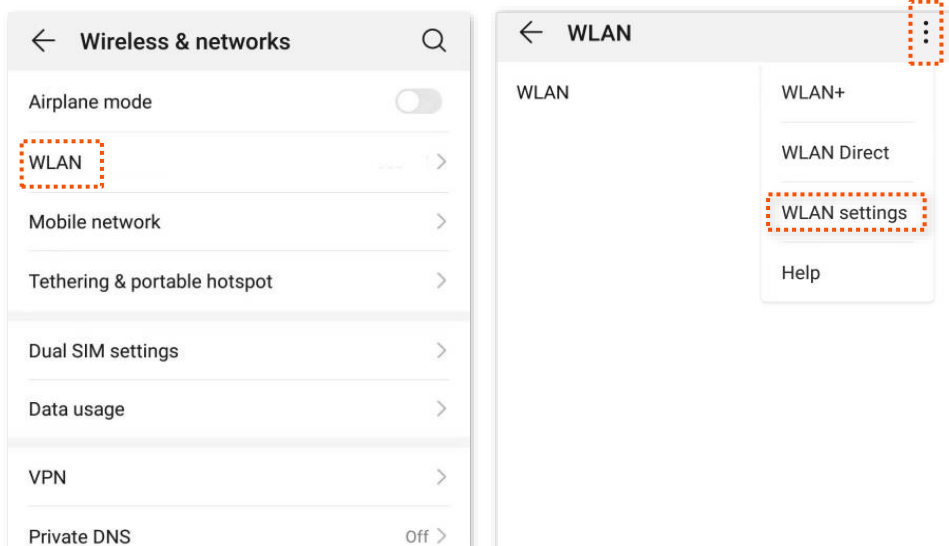 Wireless & networks
Airplane mode
WLAN
Mobile network
Tethering & portable hotspot
Dual SIM settings
Data usage
VPN
Private DNS Off
WLAN
WLAN
WLAN+
WLAN Direct
WLAN settings
Help